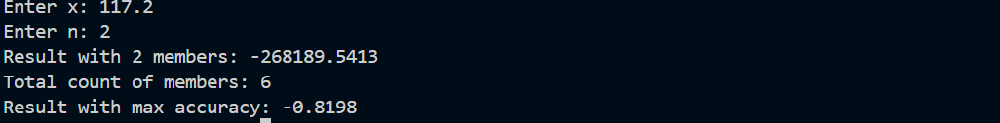 Enter x: 117.2
Enter n: 2
Result with 2 members: -268189.5413
Total count of members: 6
Result with max accuracy: -0.8198